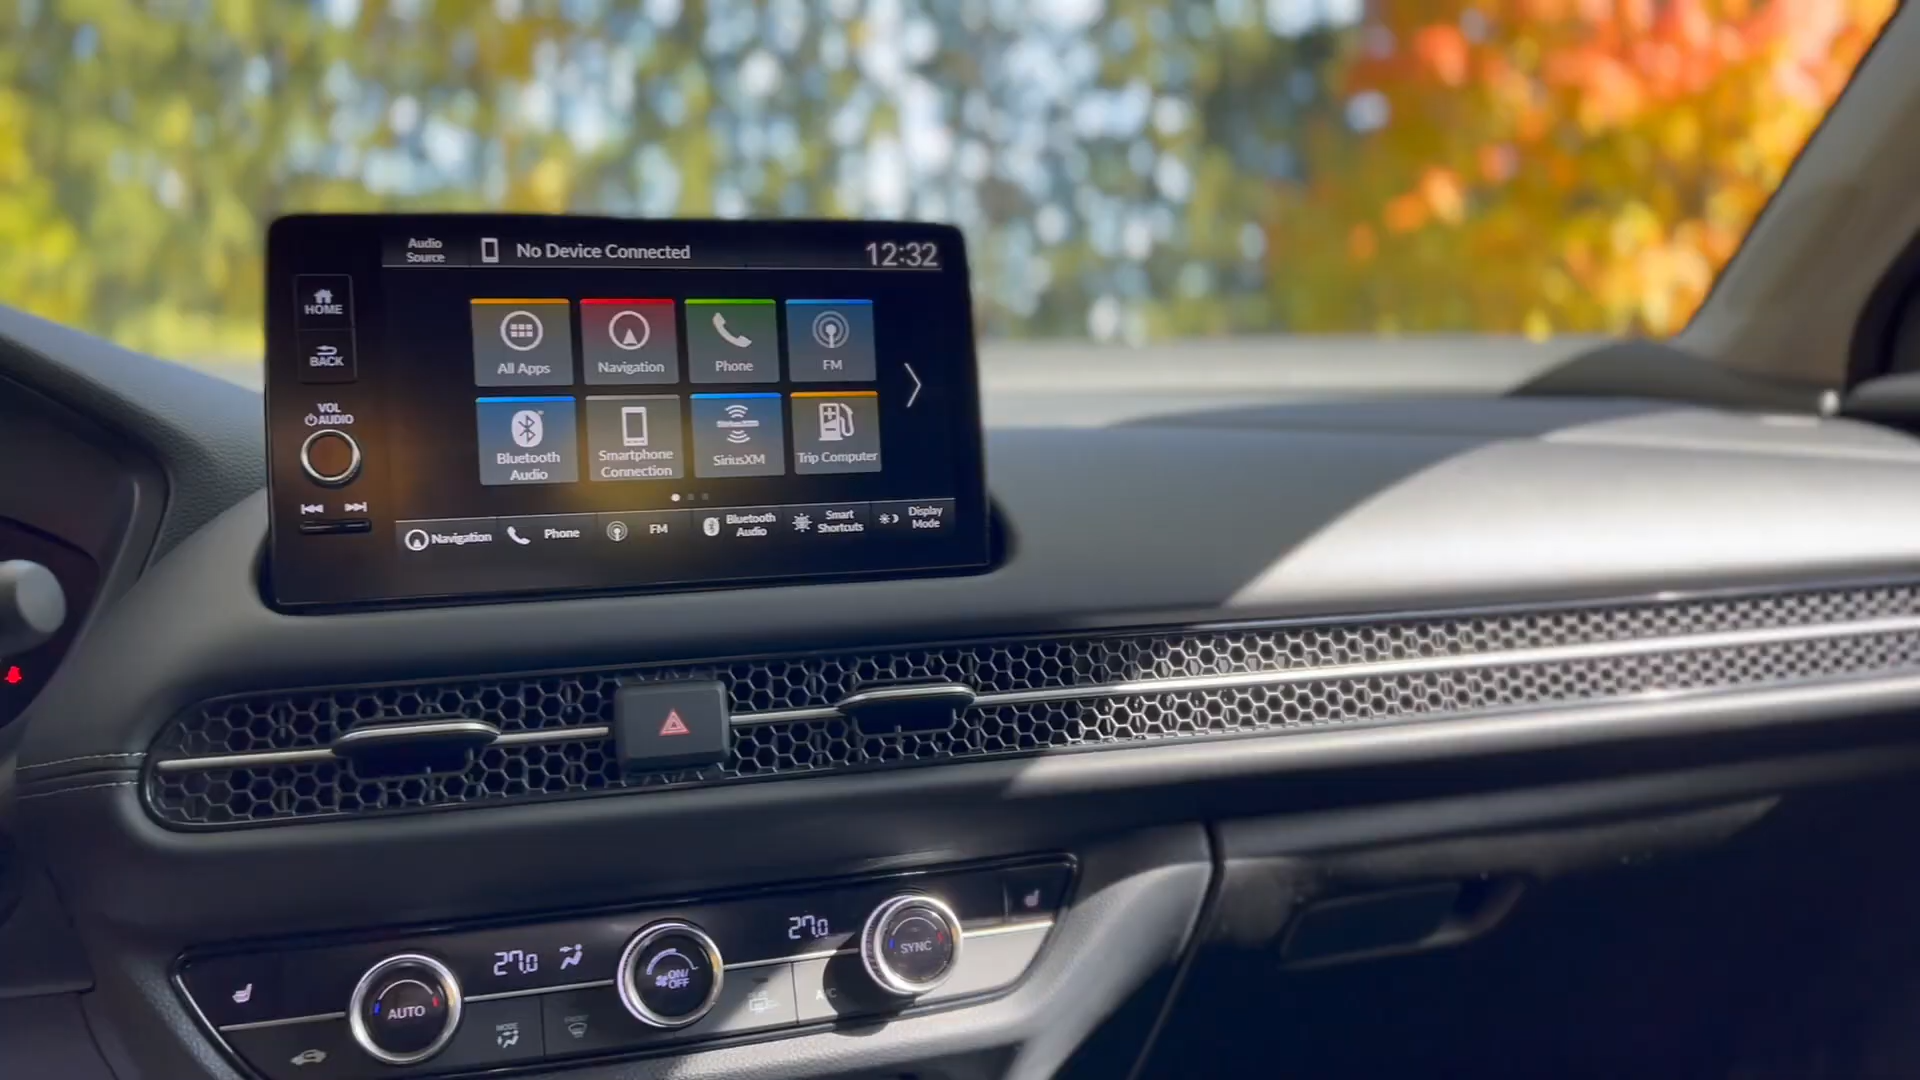 Audio
Source
No Device Connected
12:32
HOME
BACK
VOL
AUDIO
All Apps
Navigation
Phone
FM
Bluetooth
Audio
Smartphone
Connection
SiriusXM
Trip Computer
Navigation
Phone
FM
Bluetooth
Audio
Smart
Shortcuts
Display
Mode
27.0
27.0
AUTO
ON/
OFF
SYNC
MODE
A/C